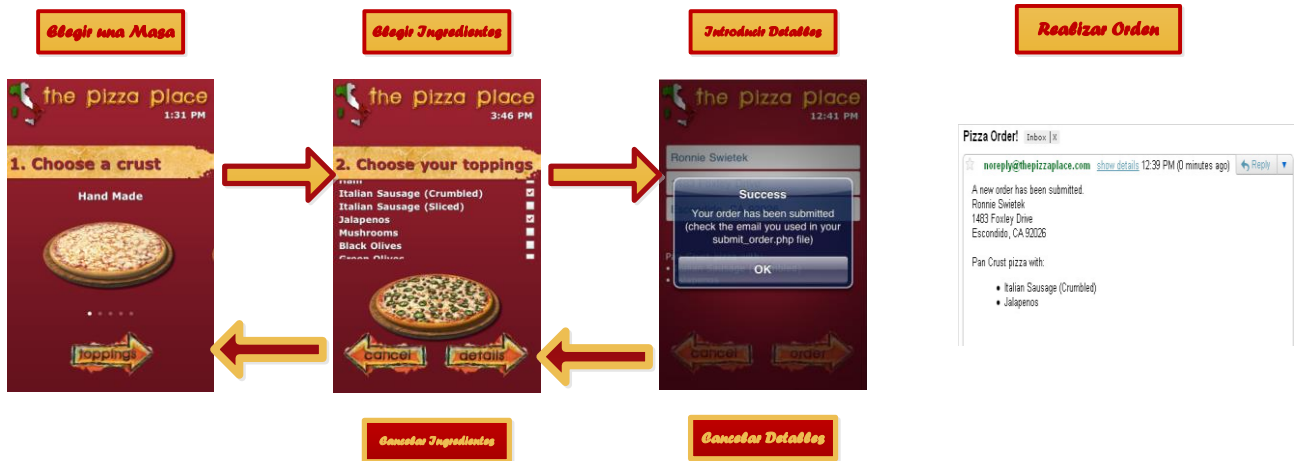 Elegir una Masa
Elegir Ingredientes
Introducir Detalles
Realizar Orden
the pizza place
1:31 PM
1. Choose a crust
Hand Made
toppings
the pizza place
3:46 PM
2. Choose your toppings
Ham
Italian Sausage (Crumbled)
Italian Sausage (Sliced)
Jalapenos
Mushrooms
Black Olives
Green Olives
cancel
details
the pizza place
12:41 PM
Ronnie Swietek
Success
Your order has been submitted
(check the email you used in your
submit_order.php file)
OK
cancel
order
Pizza Order! Inbox | X
noreply@thepizzaplace.com show details 12:39 PM (0 minutes ago) Reply
A new order has been submitted.
Ronnie Swietek
1483 Foxley Drive
Escondido, CA 92026
Pan Crust pizza with:
• Italian Sausage (Crumbled)
• Jalapenos
Cancelar Ingredientes
Cancelar Detalles